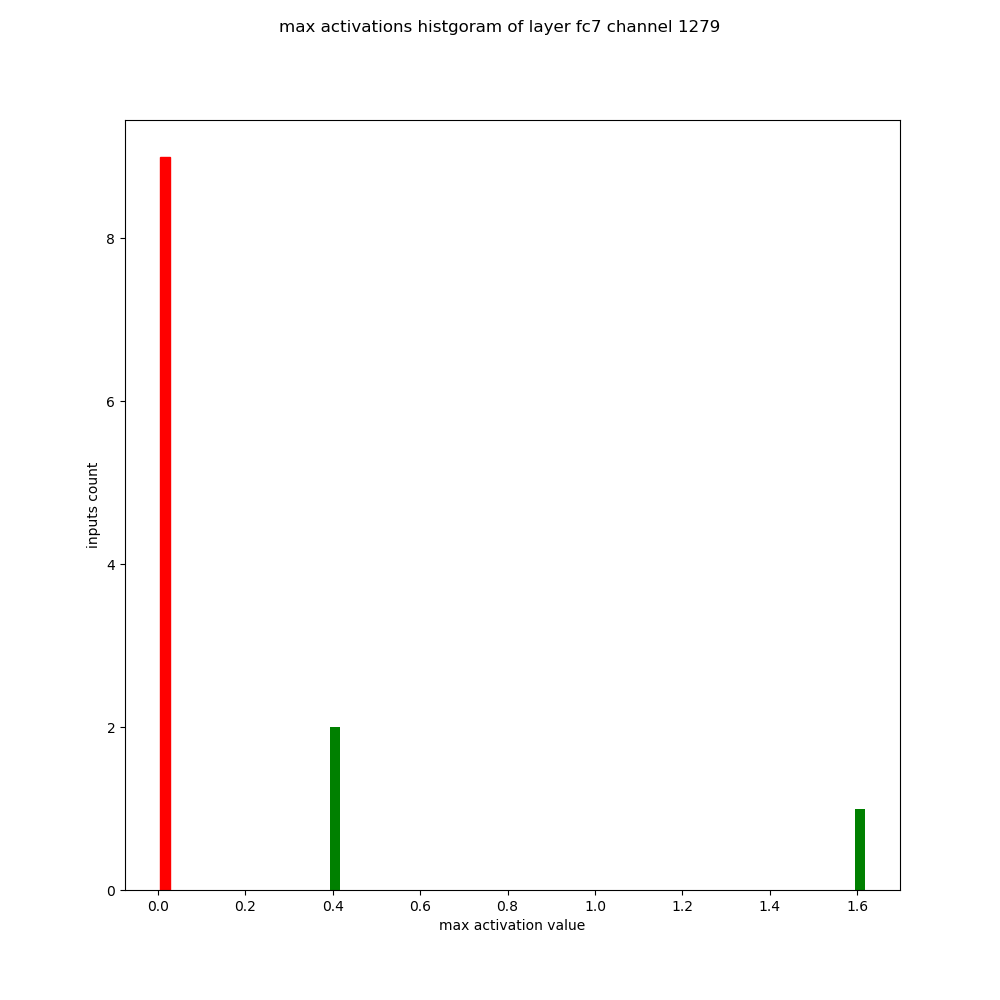 max activations histgoram of layer fc7 channel 1279
8
6
4
2
0
inputs count
0.0 0.2 0.4 0.6 0.8 1.0 1.2 1.4 1.6
max activation value